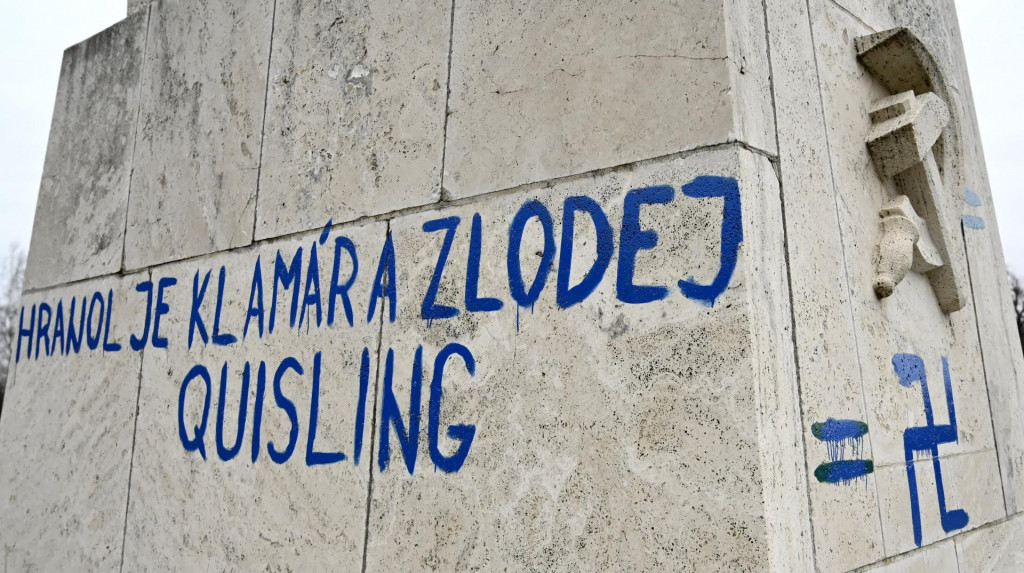 HRANOL JE KLAMÁR A ZLODEJ
QUISLING
=